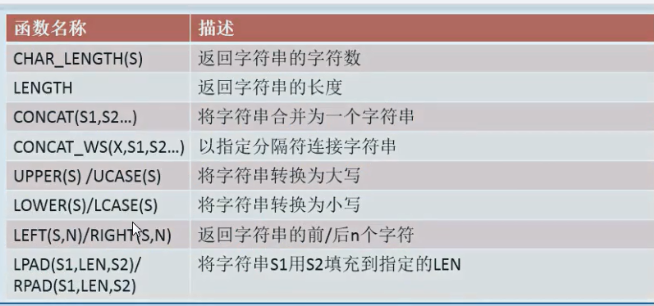 函数名称 描述
CHAR_LENGTH(S) 返回字符串的字符数
LENGTH 返回字符串的长度
CONCAT(S1,S2...) 将字符串合并为一个字符串
CONCAT_WS(X,S1,S2...) 以指定分隔符连接字符串
UPPER(S) /UCASE(S) 将字符串转换为大写
LOWER(S)/LCASE(S) 将字符串转换为小写
LEFT(S,N)/RIGHT(S,N) 返回字符串的前/后n个字符
LPAD(S1,LEN,S2)/ 将字符串S1用S2填充到指定的LEN
RPAD(S1,LEN,S2)